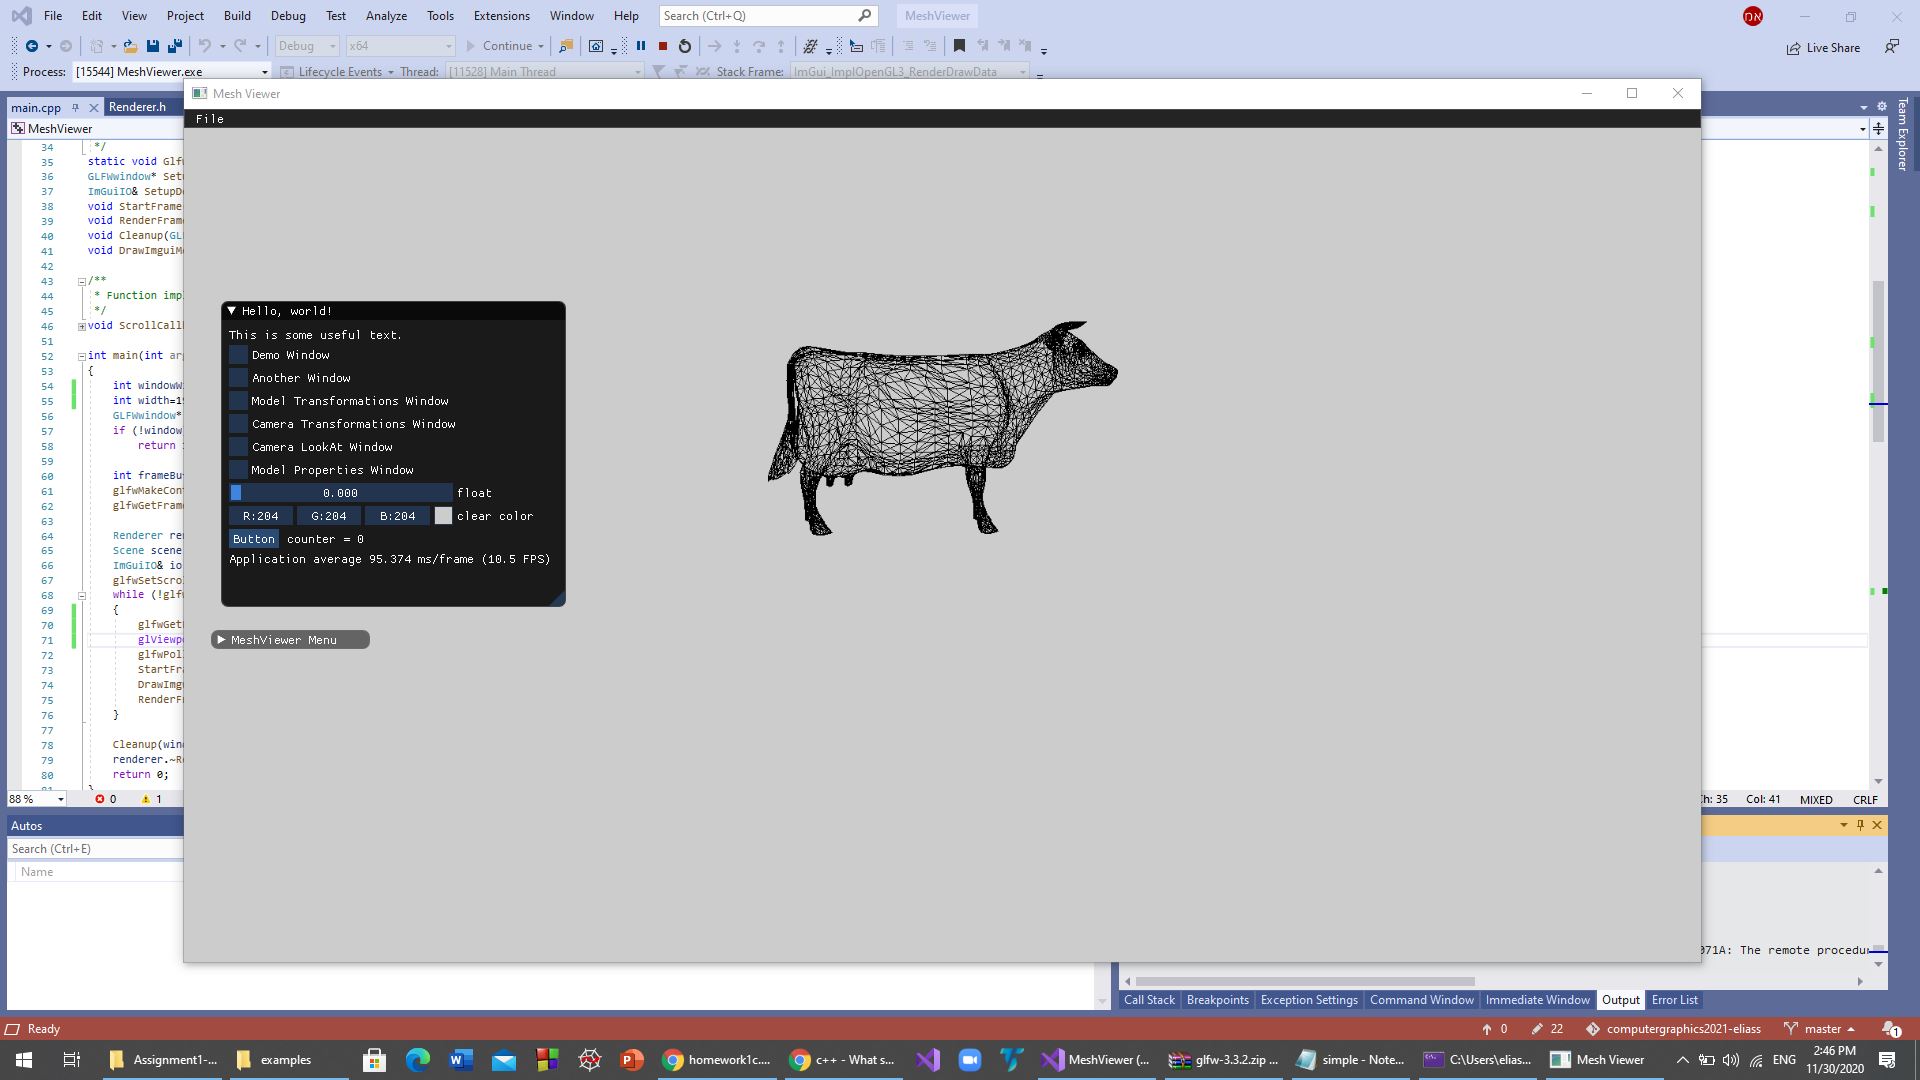 File Edit View Project Build Debug Test Analyze Tools Extensions Window Help Search (Ctrl+Q) MeshViewer
Debug x64 Continue Live Share
Process: [15544] MeshViewer.exe Lifecycle Events Thread: [11528] Main Thread Stack Frame: ImGui_ImplOpenGL3_RenderDrawData
Mesh Viewer
main.cpp Renderer.h
Team Explorer
File
MeshViewer
34 */
35 static void Glfw
36 GLFWwindow* Setu
37 ImGuiIO& SetupDe
38 void StartFrame
39 void RenderFrame
40 void Cleanup(GL
41 void DrawImguiMe
42
43 /**
44 * Function impl
45 */
46 void ScrollCall
51
52 int main(int arg
53 {
54 int windowWi
55 int width=19
56 GLFWwindow*
57 if (!window
58 return
59
60 int frameBu
61 glfwMakeCon
62 glfwGetFram
63
64 Renderer re
65 Scene scene
66 ImGuiIO& io
67 glfwSetScro
68 while (!glf
69 {
70 glfwGet
71 glViewp
72 glfwPol
73 StartFra
74 DrawImg
75 RenderF
76 }
77
78 Cleanup(win
79 renderer.~R
80 return 0;
Hello, world!
This is some useful text.
Demo Window
Another Window
Model Transformations Window
Camera Transformations Window
Camera LookAt Window
Model Properties Window
0.000 float
R:204 G:204 B:204 clear color
Button counter = 0
Application average 95.374 ms/frame (10.5 FPS)
MeshViewer Menu
88 % 0 1 Ch: 35 Col: 41 MIXED CRLF
Autos
Search (Ctrl+E)
Name
071A: The remote procedu
Call Stack Breakpoints Exception Settings Command Window Immediate Window Output Error List
Ready 0 22 computergraphics2021-eliass master 1
Assignment1-... examples homework1c.... c++ - What s... MeshViewer (... glfw-3.3.2.zip ... simple - Note... C:\Users\elias... Mesh Viewer ENG 2:46 PM
11/30/2020